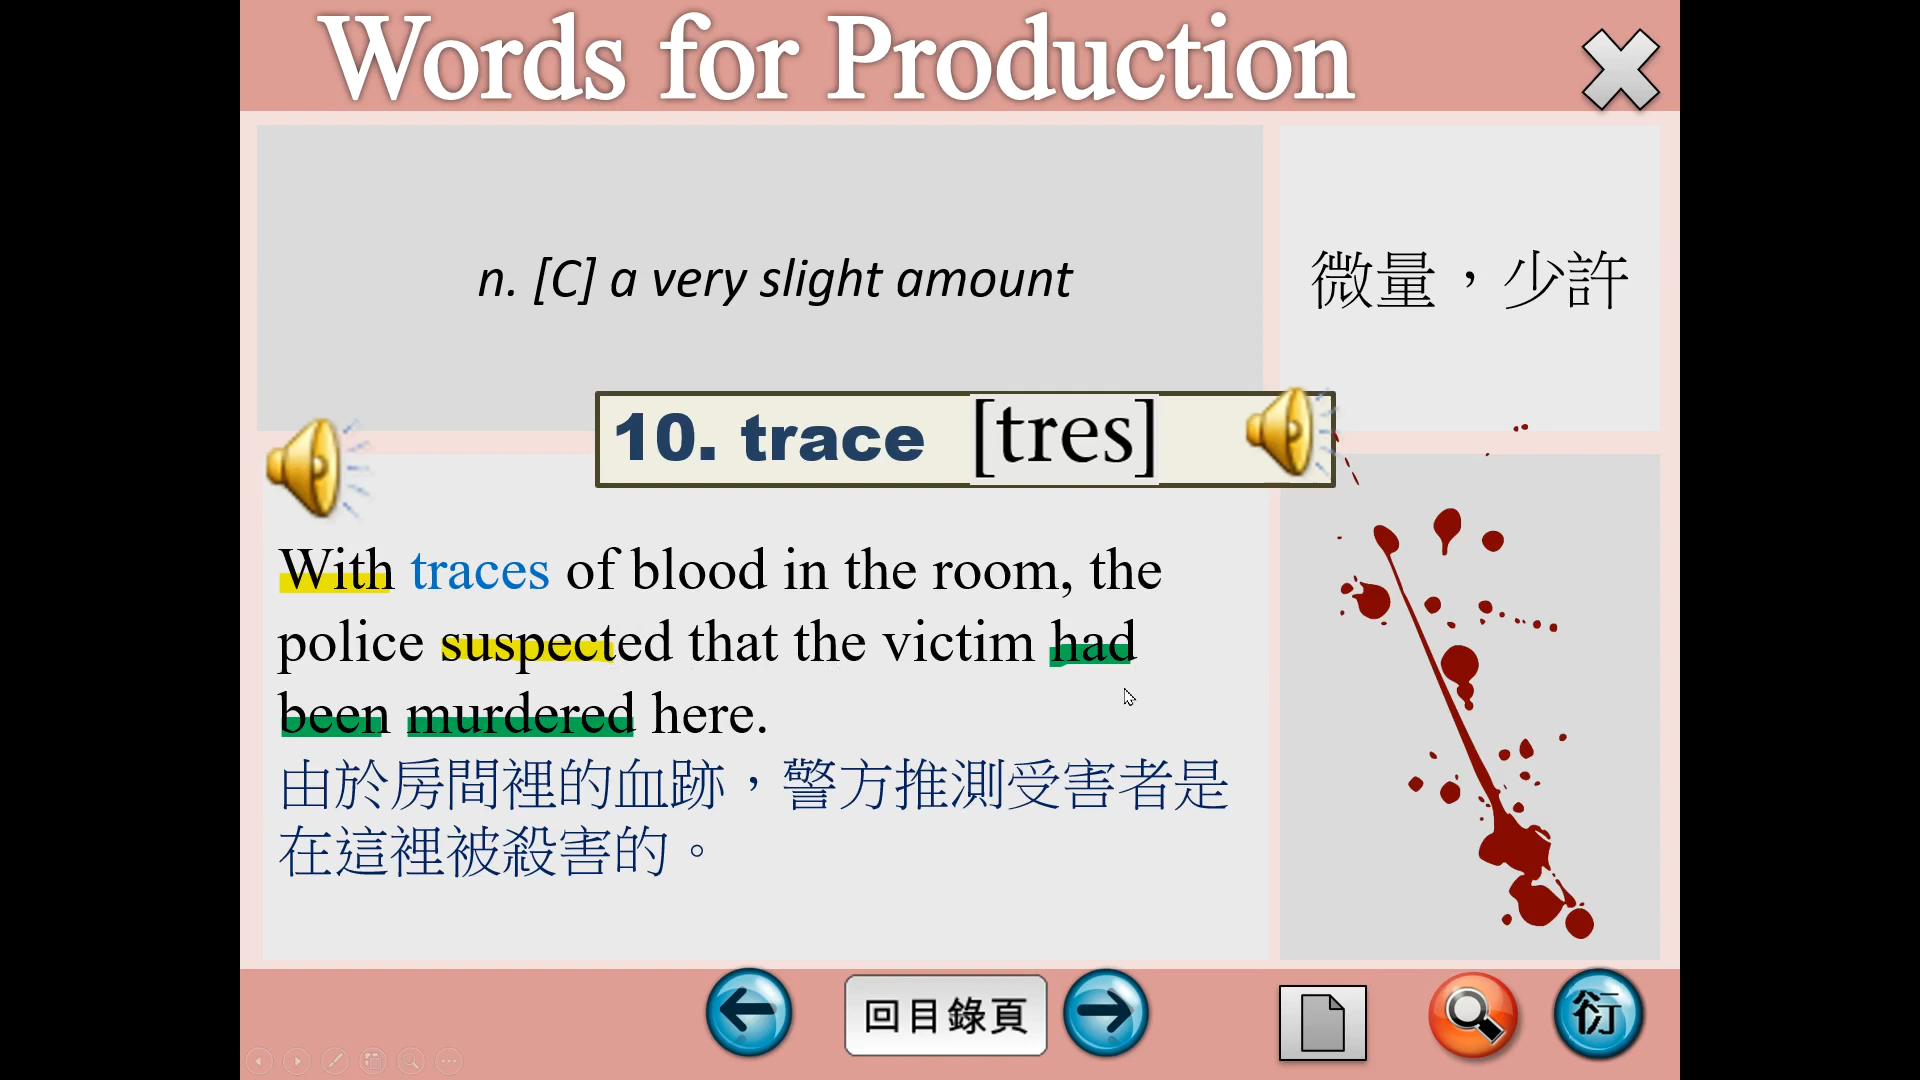 Words for Production
n. [C] a very slight amount
微量，少許
10. trace [tres]
With traces of blood in the room, the
police suspected that the victim had
been murdered here.
由於房間裡的血跡，警方推測受害者是
在這裡被殺害的。
回目錄頁
衍